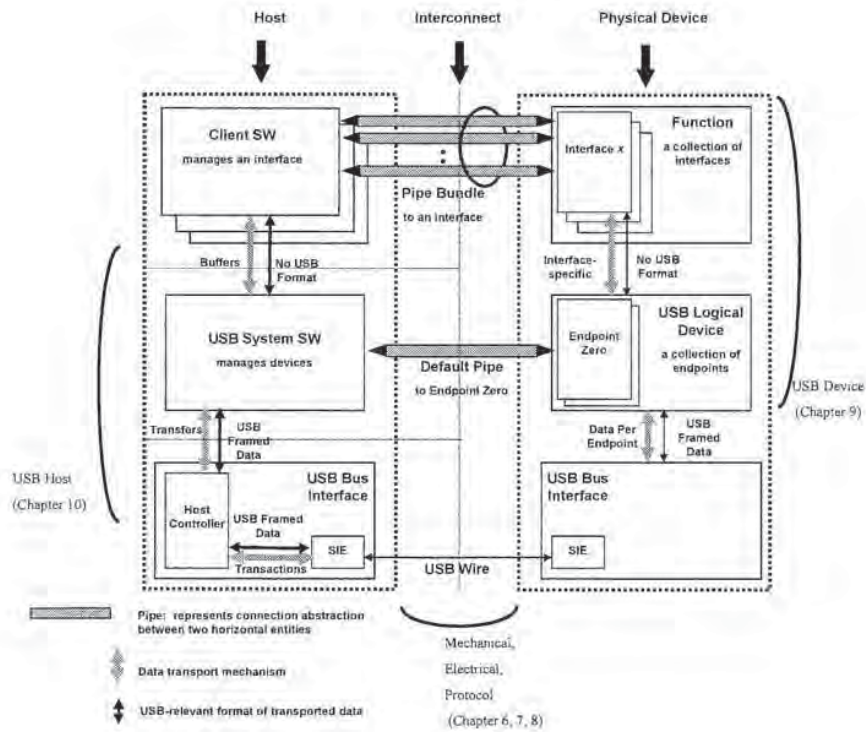 Host
Interconnect
Physical Device
Client SW
manages an interface
Pipe Bundle
to an interface
Interface x
Function
a collection of
interfaces
Buffers
No USB
Format
Interface-
specific
No USB
Format
USB System SW
manages devices
Default Pipe
to Endpoint Zero
Endpoint
Zero
USB Logical
Device
a collection of
endpoints
USB Device
(Chapter 9)
Transfers
USB
Framed
Data
Data Per
Endpoint
USB
Framed
Data
USB Host
(Chapter 10)
USB Bus
Interface
Host
Controller
USB Framed
Data
Transactions
SIE
USB Wire
USB Bus
Interface
SIE
Pipe: represents connection abstraction
between two horizontal entities
Data transport mechanism
USB-relevant format of transported data
Mechanical,
Electrical,
Protocol
(Chapter 6, 7, 8)